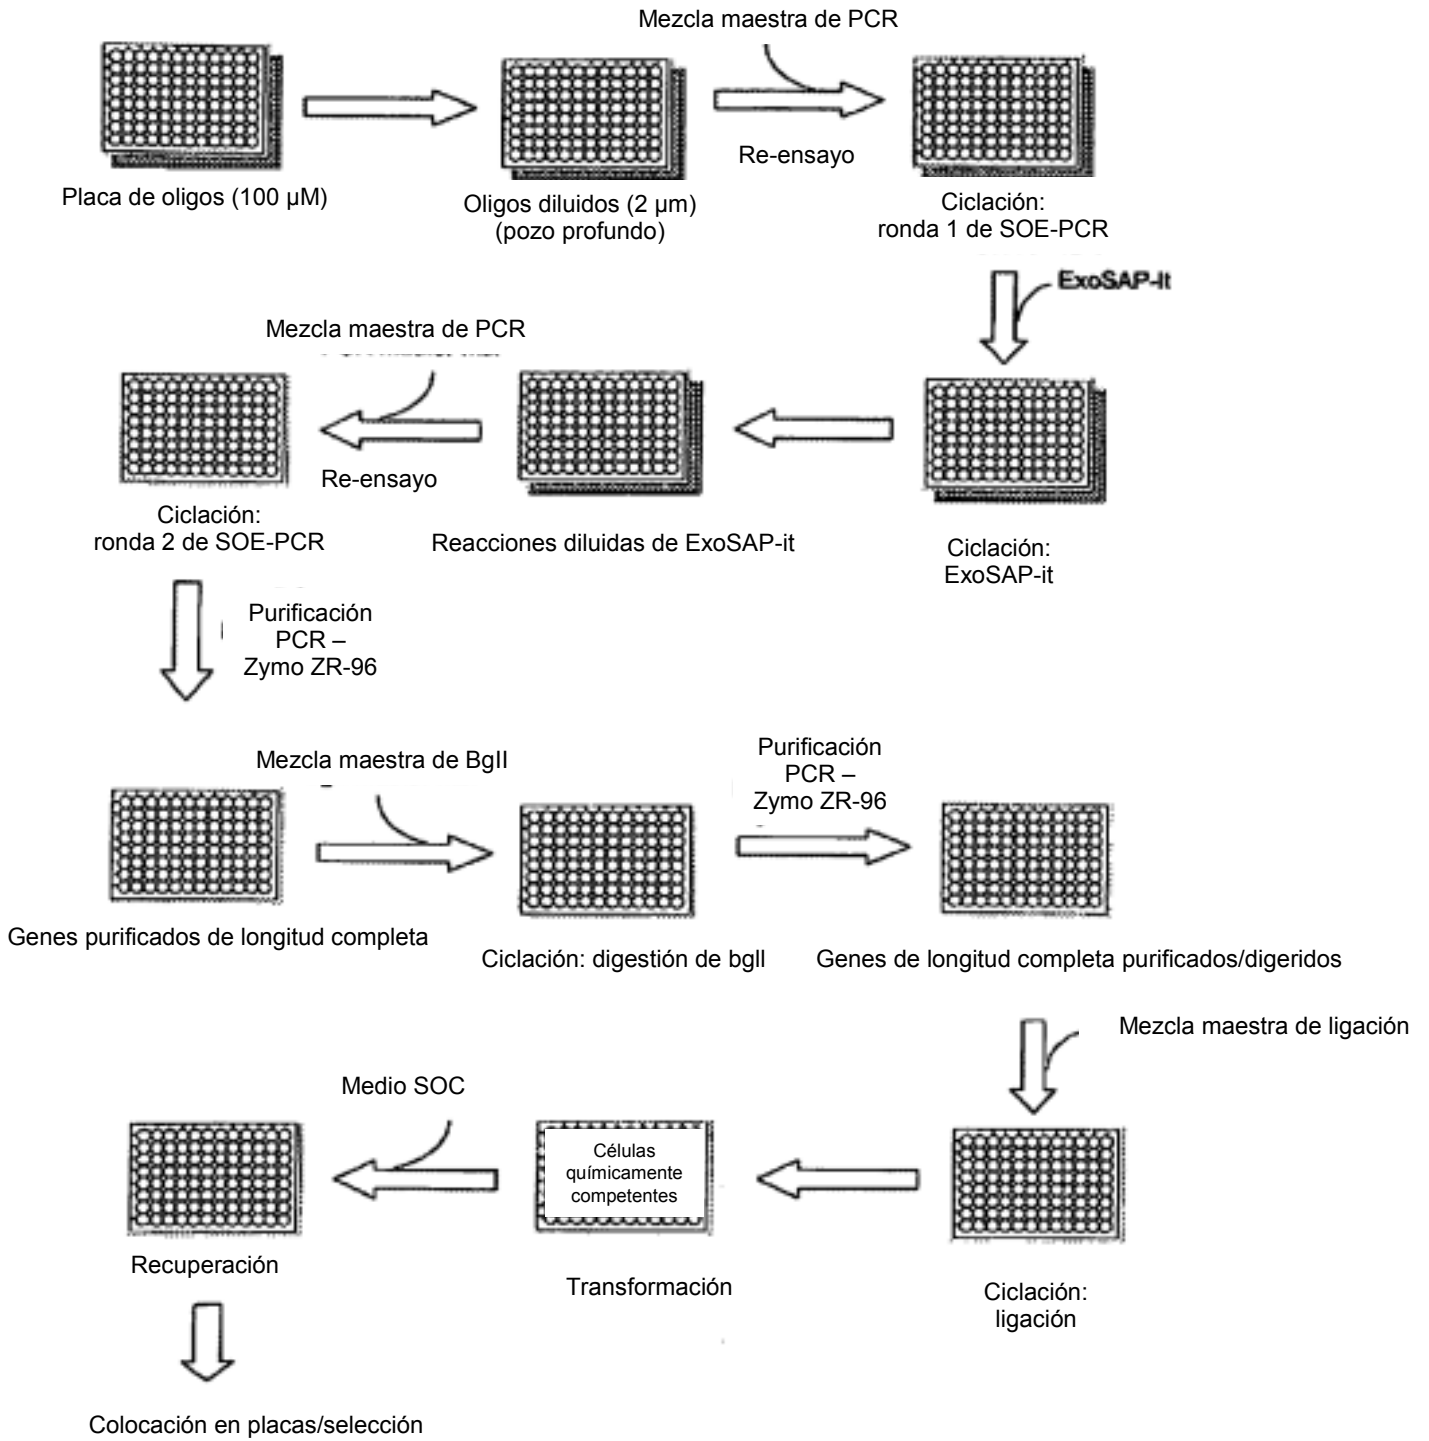 Mezcla maestra de PCR
Re-ensayo
Placa de oligos (100 µM)
Oligos diluidos (2 µm)
(pozo profundo)
Ciclación:
ronda 1 de SOE-PCR
ExoSAP-it
Mezcla maestra de PCR
Re-ensayo
Ciclación:
ronda 2 de SOE-PCR
Reacciones diluidas de ExoSAP-it
Ciclación:
ExoSAP-it
Purificación
PCR –
Zymo ZR-96
Mezcla maestra de BglI
Purificación
PCR –
Zymo ZR-96
Genes purificados de longitud completa
Ciclación: digestión de bglI
Genes de longitud completa purificados/digeridos
Mezcla maestra de ligación
Medio SOC
Células
químicamente
competentes
Recuperación
Transformación
Ciclación:
ligación
Colocación en placas/selección